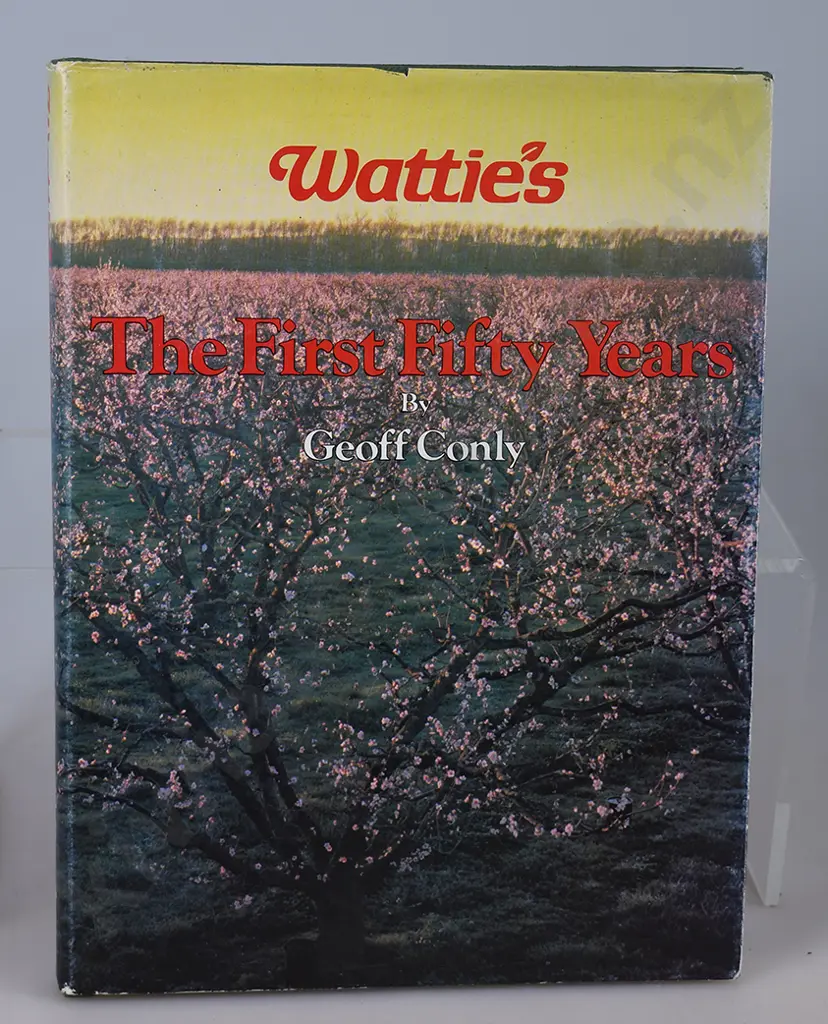 Wattie's
The First Fifty Years
By
Geoff Conly